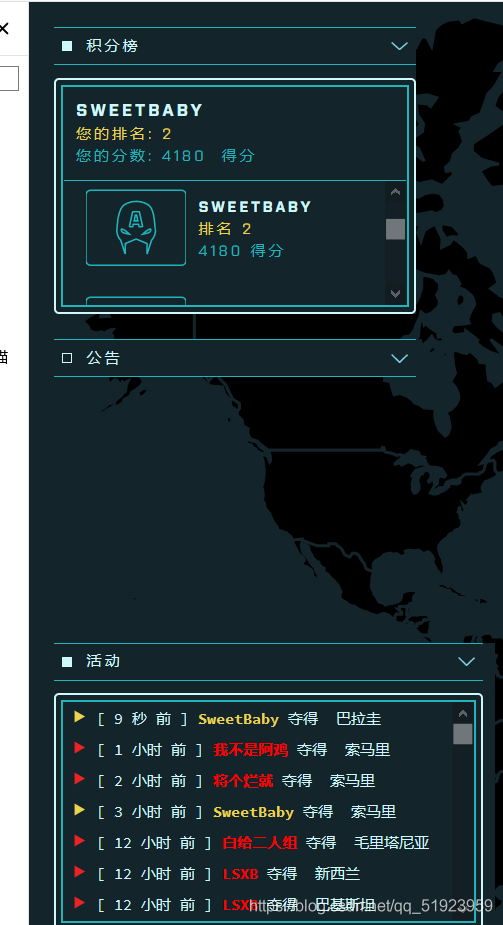 积分榜
SWEETBABY
您的排名: 2
您的分数: 4180 得分
SWEETBABY
排名 2
4180 得分
公告
活动
[ 9 秒 前 ] SweetBaby 夺得 巴拉圭
[ 1 小时 前 ] 我不是阿鸡 夺得 索马里
[ 2 小时 前 ] 将个烂就 夺得 索马里
[ 3 小时 前 ] SweetBaby 夺得 索马里
[ 12 小时 前 ] 白给二人组 夺得 毛里塔尼亚
[ 12 小时 前 ] LSXB 夺得 新西兰
[ 12 小时 前 ] LSXB 夺得 巴基斯坦
https://blog.csdn.net/qq_51923959